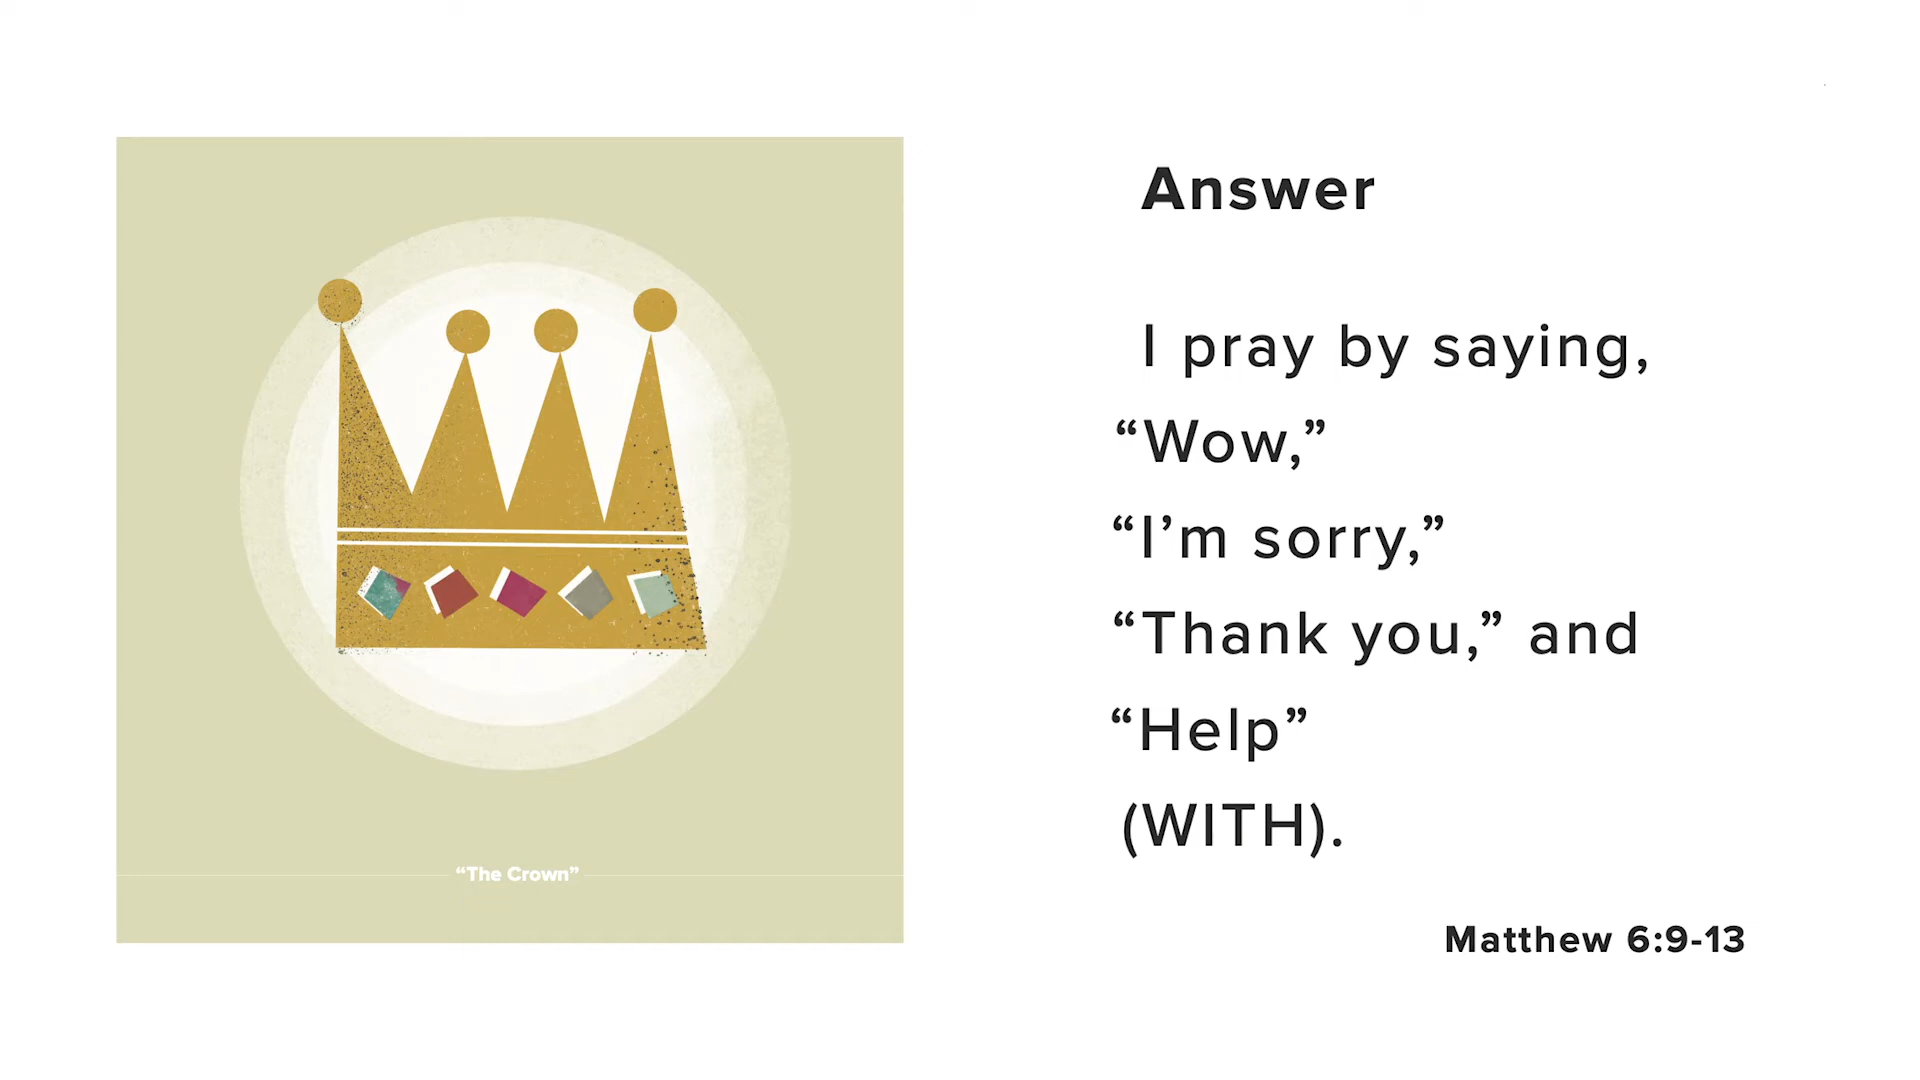 “The Crown”
Answer
I pray by saying,
“Wow,”
“I’m sorry,”
“Thank you,” and
“Help”
(WITH).
Matthew 6:9-13